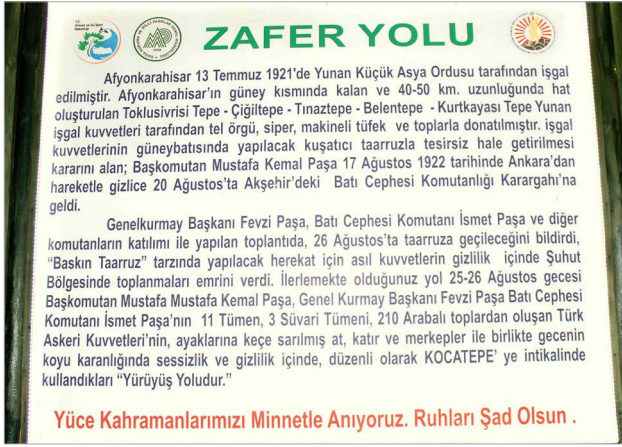 ZAFER YOLU
Afyonkarahisar 13 Temmuz 1921'de Yunan Küçük Asya Ordusu tarafından işgal
edilmiştir. Afyonkarahisar'ın güney kısmında kalan ve 40-50 km. uzunluğunda hat
oluşturulan Toklusivrisi Tepe - Çiğiltepe - Tınaztepe - Belentepe - Kurtkayası Tepe Yunan
işgal kuvvetleri tarafından tel örgü, siper, makineli tüfek ve toplarla donatılmıştır. işgal
kuvvetlerinin güneybatısında yapılacak kuşatıcı taarruzla tesirsiz hale getirilmesi
kararını alan; Başkomutan Mustafa Kemal Paşa 17 Ağustos 1922 tarihinde Ankara'dan
hareketle gizlice 20 Ağustos'ta Akşehir'deki Batı Cephesi Komutanlığı Karargahı'na
geldi.
Genelkurmay Başkanı Fevzi Paşa, Batı Cephesi Komutanı İsmet Paşa ve diğer
komutanların katılımı ile yapılan toplantıda, 26 Ağustos'ta taarruza geçileceğini bildirdi,
"Baskın Taarruz" tarzında yapılacak herekat için asıl kuvvetlerin gizlilik içinde Şuhut
Bölgesinde toplanmaları emrini verdi. İlerlemekte olduğunuz yol 25-26 Ağustos gecesi
Başkomutan Mustafa Mustafa Kemal Paşa, Genel Kurmay Başkanı Fevzi Paşa Batı Cephesi
Komutanı İsmet Paşa'nın 11 Tümen, 3 Süvari Tümeni, 210 Arabalı toplardan oluşan Türk
Askeri Kuvvetleri'nin, ayaklarına keçe sarılmış at, katır ve merkepler ile birlikte gecenin
koyu karanlığında sessizlik ve gizlilik içinde, düzenli olarak KOCATEPE' ye intikalinde
kullandıkları "Yürüyüş Yoludur."
Yüce Kahramanlarımızı Minnetle Anıyoruz. Ruhları Şad Olsun .